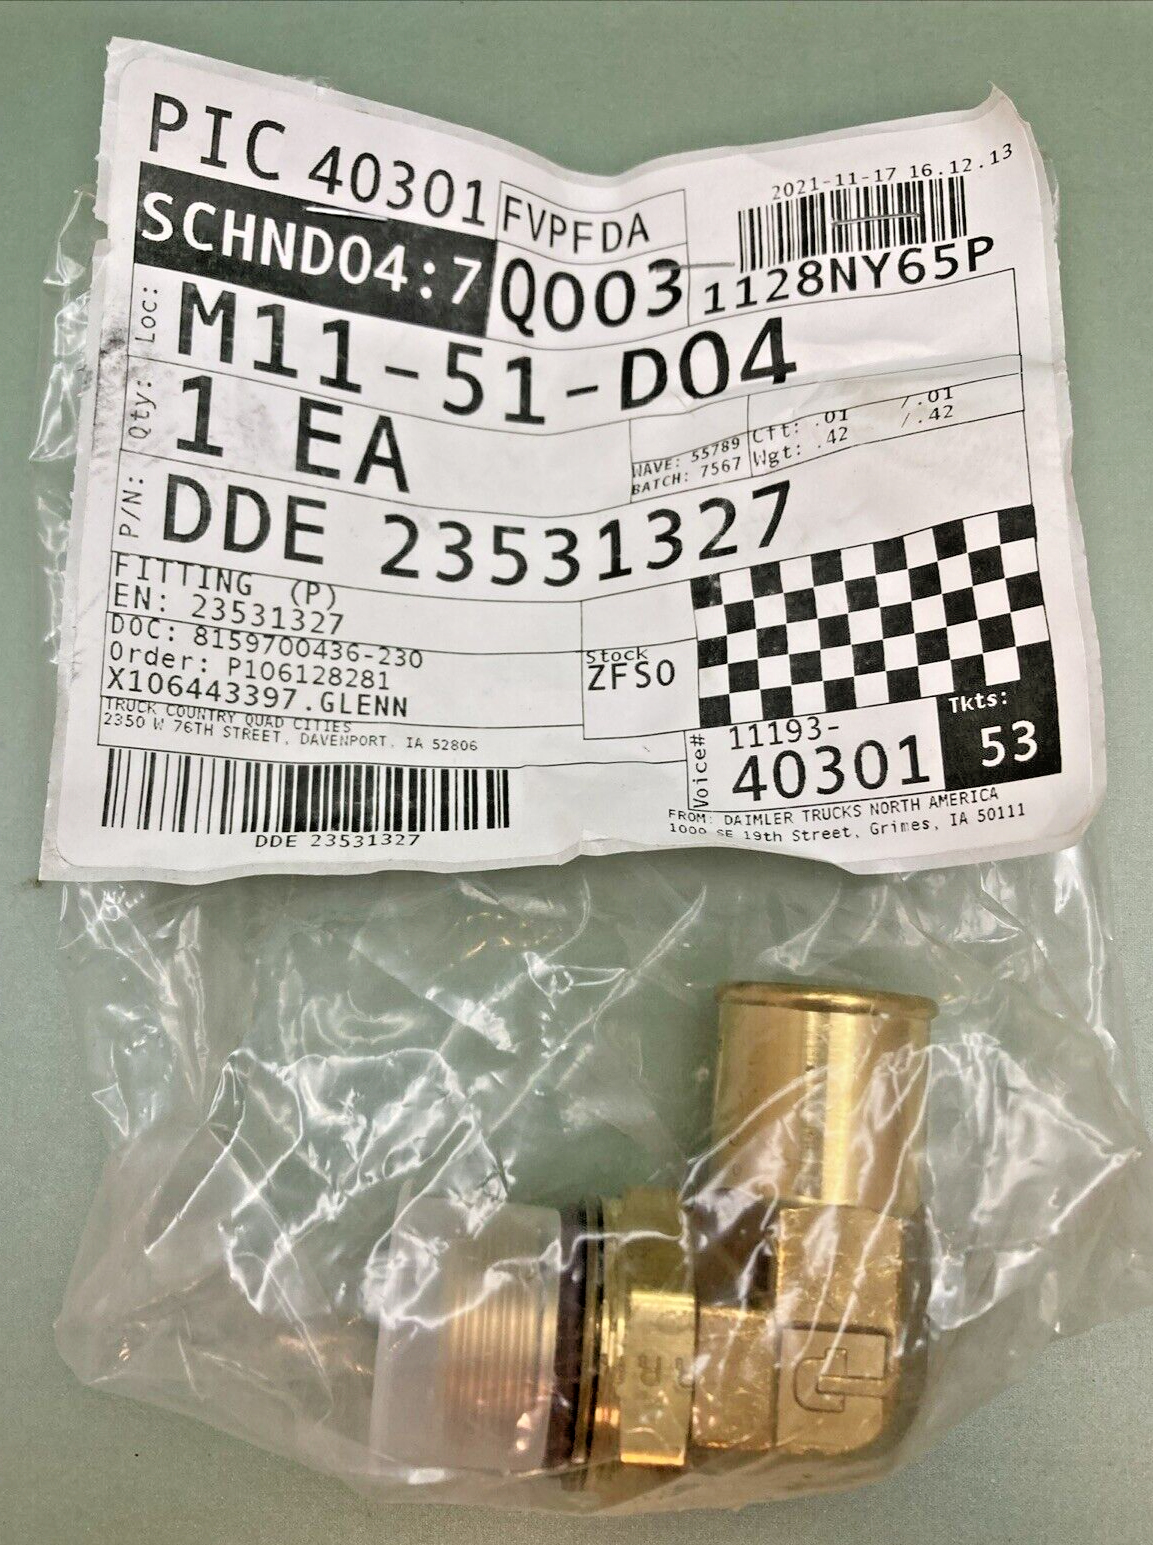 PIC 40301
FVPFDA
2021-11-17 16.12.13
SCHND04:7
Q003
1128NY65P
Loc: M11-51-D04
Qty: 1 EA
WAVE: 55789
BATCH: 7567
Cft: .01 /.01
Wgt: .42 /.42
P/N: DDE 23531327
FITTING (P)
EN: 23531327
DOC: 8159700436-230
Order: P106128281
X106443397.GLENN
Stock
ZFS0
TRUCK COUNTRY QUAD CITIES
2350 W 76TH STREET, DAVENPORT, IA 52806
DDE 23531327
Voice# 11193-
40301
Tkts:
53
FROM: DAIMLER TRUCKS NORTH AMERICA
1000 SE 19th Street, Grimes, IA 50111